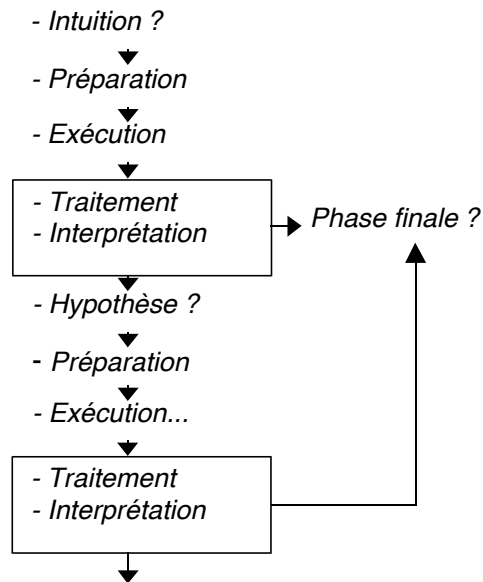 - Intuition ?
- Préparation
- Exécution
- Traitement
- Interprétation
Phase finale ?
- Hypothèse ?
- Préparation
- Exécution...
- Traitement
- Interprétation